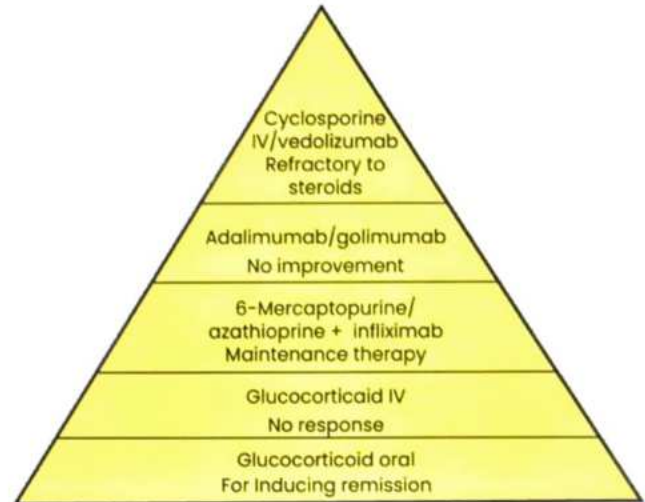 Cyclosporine
IV/vedolizumab
Refractory to
steroids
Adalimumab/golimumab
No improvement
6-Mercaptopurine/
azathioprine + infliximab
Maintenance therapy
Glucocorticaid IV
No response
Glucocorticoid oral
For Inducing remission